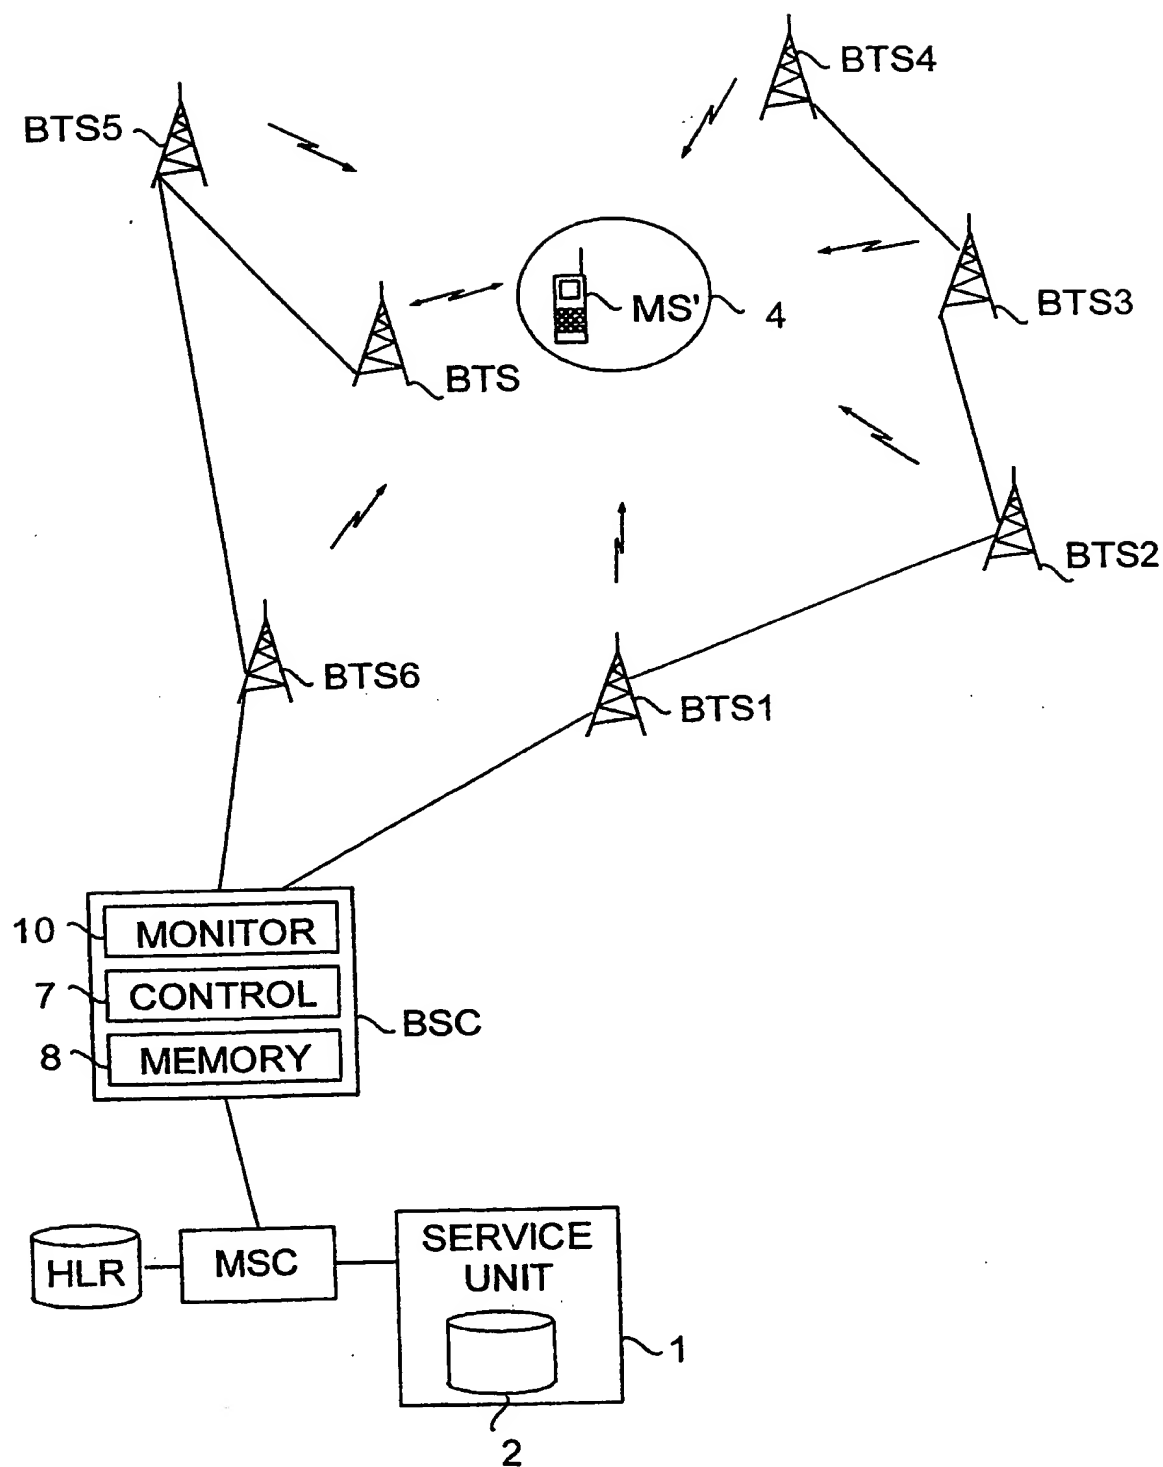 BTS4
BTS5
BTS3
MS'
4
BTS
BTS2
BTS6
BTS1
10
MONITOR
7
CONTROL
BSC
8
MEMORY
HLR
MSC
SERVICE
UNIT
1
2